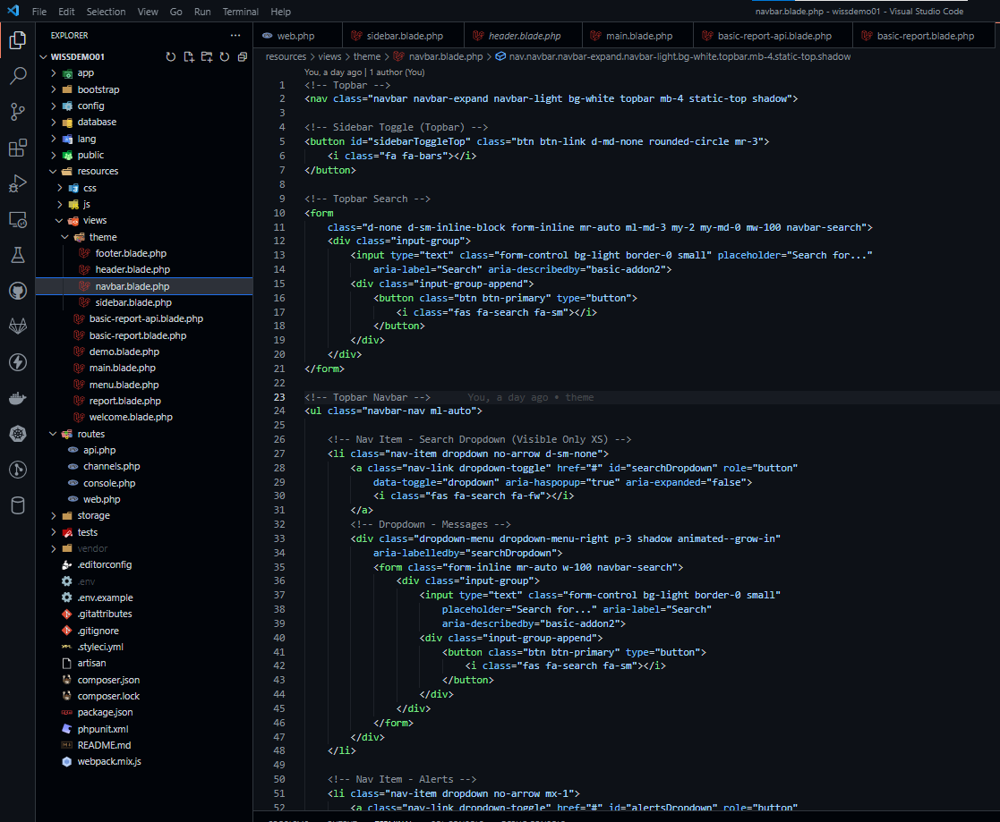 File Edit Selection View Go Run Terminal Help
navbar.blade.php - wissdemo01 - Visual Studio Code
EXPLORER
WISSDEMO01
app
bootstrap
config
database
lang
public
resources
css
js
views
theme
footer.blade.php
header.blade.php
navbar.blade.php
sidebar.blade.php
basic-report-api.blade.php
basic-report.blade.php
demo.blade.php
main.blade.php
menu.blade.php
report.blade.php
welcome.blade.php
routes
api.php
channels.php
console.php
web.php
storage
tests
vendor
.editorconfig
.env
.env.example
.gitattributes
.gitignore
.styleci.yml
artisan
composer.json
composer.lock
package.json
phpunit.xml
README.md
webpack.mix.js
web.php sidebar.blade.php header.blade.php main.blade.php basic-report-api.blade.php basic-report.blade.php
resources > views > theme > navbar.blade.php > nav.navbar.navbar-expand.navbar-light.bg-white.topbar.mb-4.static-top.shadow
You, a day ago | 1 author (You)
1 <!-- Topbar -->
2 <nav class="navbar navbar-expand navbar-light bg-white topbar mb-4 static-top shadow">
3
4 <!-- Sidebar Toggle (Topbar) -->
5 <button id="sidebarToggleTop" class="btn btn-link d-md-none rounded-circle mr-3">
6 <i class="fa fa-bars"></i>
7 </button>
8
9 <!-- Topbar Search -->
10 <form
11 class="d-none d-sm-inline-block form-inline mr-auto ml-md-3 my-2 my-md-0 mw-100 navbar-search">
12 <div class="input-group">
13 <input type="text" class="form-control bg-light border-0 small" placeholder="Search for..."
14 aria-label="Search" aria-describedby="basic-addon2">
15 <div class="input-group-append">
16 <button class="btn btn-primary" type="button">
17 <i class="fas fa-search fa-sm"></i>
18 </button>
19 </div>
20 </div>
21 </form>
22
23 <!-- Topbar Navbar --> You, a day ago • theme
24 <ul class="navbar-nav ml-auto">
25
26 <!-- Nav Item - Search Dropdown (Visible Only XS) -->
27 <li class="nav-item dropdown no-arrow d-sm-none">
28 <a class="nav-link dropdown-toggle" href="#" id="searchDropdown" role="button"
29 data-toggle="dropdown" aria-haspopup="true" aria-expanded="false">
30 <i class="fas fa-search fa-fw"></i>
31 </a>
32 <!-- Dropdown - Messages -->
33 <div class="dropdown-menu dropdown-menu-right p-3 shadow animated--grow-in"
34 aria-labelledby="searchDropdown">
35 <form class="form-inline mr-auto w-100 navbar-search">
36 <div class="input-group">
37 <input type="text" class="form-control bg-light border-0 small"
38 placeholder="Search for..." aria-label="Search"
39 aria-describedby="basic-addon2">
40 <div class="input-group-append">
41 <button class="btn btn-primary" type="button">
42 <i class="fas fa-search fa-sm"></i>
43 </button>
44 </div>
45 </div>
46 </form>
47 </div>
48 </li>
49
50 <!-- Nav Item - Alerts -->
51 <li class="nav-item dropdown no-arrow mx-1">
52 <a class="nav-link dropdown-toggle" href="#" id="alertsDropdown" role="button"